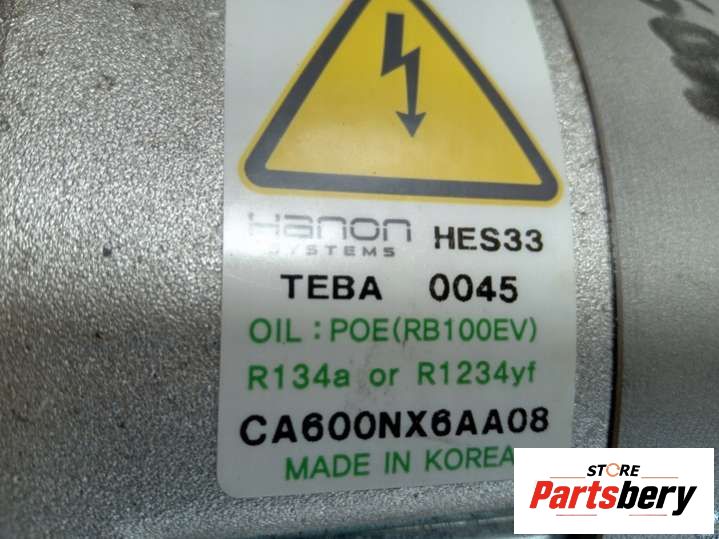 Hanon
SYSTEMS HES33
TEBA 0045
OIL : POE(RB100EV)
R134a or R1234yf
CA600NX6AA08
MADE IN KOREA
STORE
Partsbery